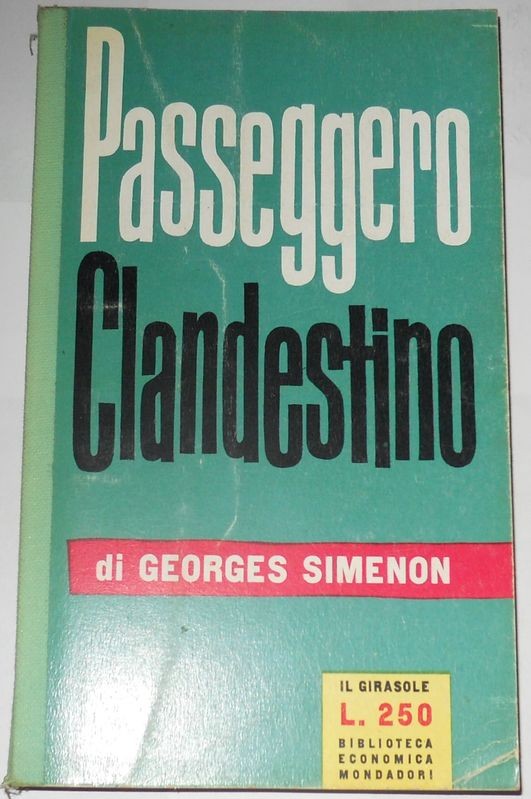 Passeggero
Clandestino
di GEORGES SIMENON
IL GIRASOLE
L. 250
BIBLIOTECA
ECONOMICA
MONDADORI